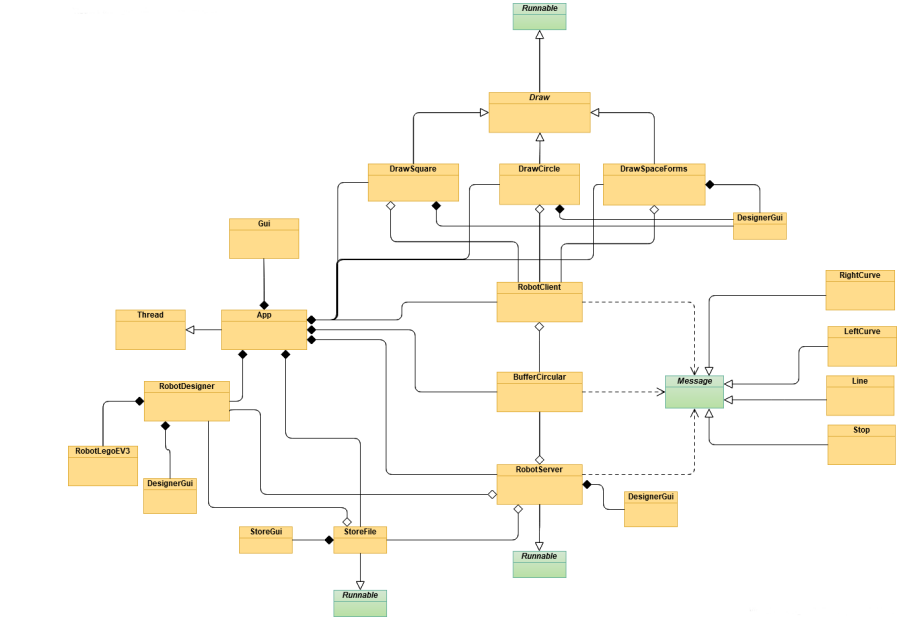 Runnable
Draw
DrawSquare
DrawCircle
DrawSpaceForms
DesignerGui
Gui
RightCurve
RobotClient
Thread
App
LeftCurve
BufferCircular
Message
Line
RobotDesigner
Stop
RobotLegoEV3
RobotServer
DesignerGui
DesignerGui
StoreGui
StoreFile
Runnable
Runnable